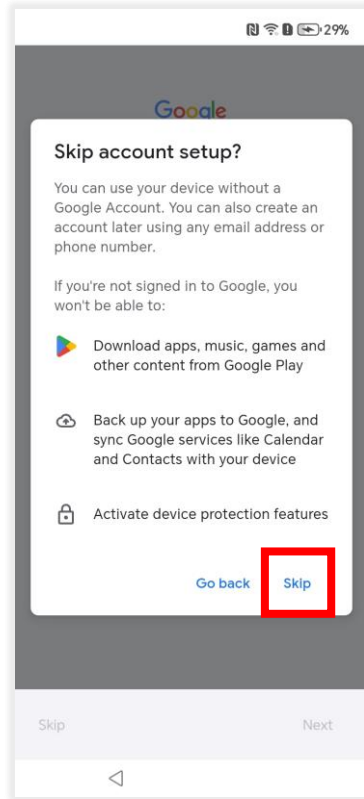 29%
Google
Skip account setup?
You can use your device without a
Google Account. You can also create an
account later using any email address or
phone number.
If you're not signed in to Google, you
won't be able to:
Download apps, music, games and
other content from Google Play
Back up your apps to Google, and
sync Google services like Calendar
and Contacts with your device
Activate device protection features
Go back Skip
Skip Next